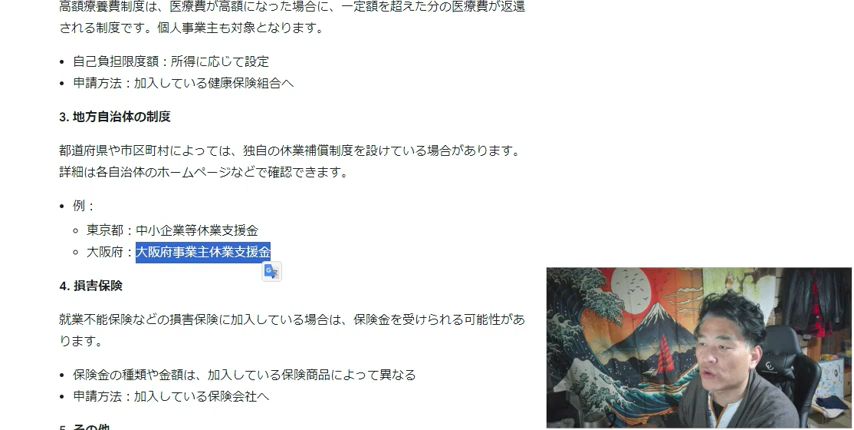 高額療養費制度は、医療費が高額になった場合に、一定額を超えた分の医療費が返還
される制度です。個人事業主も対象となります。
• 自己負担限度額：所得に応じて設定
• 申請方法：加入している健康保険組合へ
3. 地方自治体の制度
都道府県や市区町村によっては、独自の休業補償制度を設けている場合があります。
詳細は各自治体のホームページなどで確認できます。
• 例：
○ 東京都：中小企業等休業支援金
○ 大阪府：大阪府事業主休業支援金
4. 損害保険
就業不能保険などの損害保険に加入している場合は、保険金を受けられる可能性があ
ります。
• 保険金の種類や金額は、加入している保険商品によって異なる
• 申請方法：加入している保険会社へ
5. その他